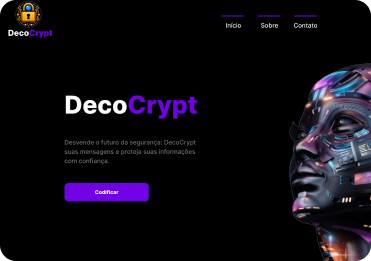 DecoCrypt
Início Sobre Contato
DecoCrypt
Desvende o futuro da segurança: DecoCrypt
suas mensagens e proteja suas informações
com confiança.
Codificar